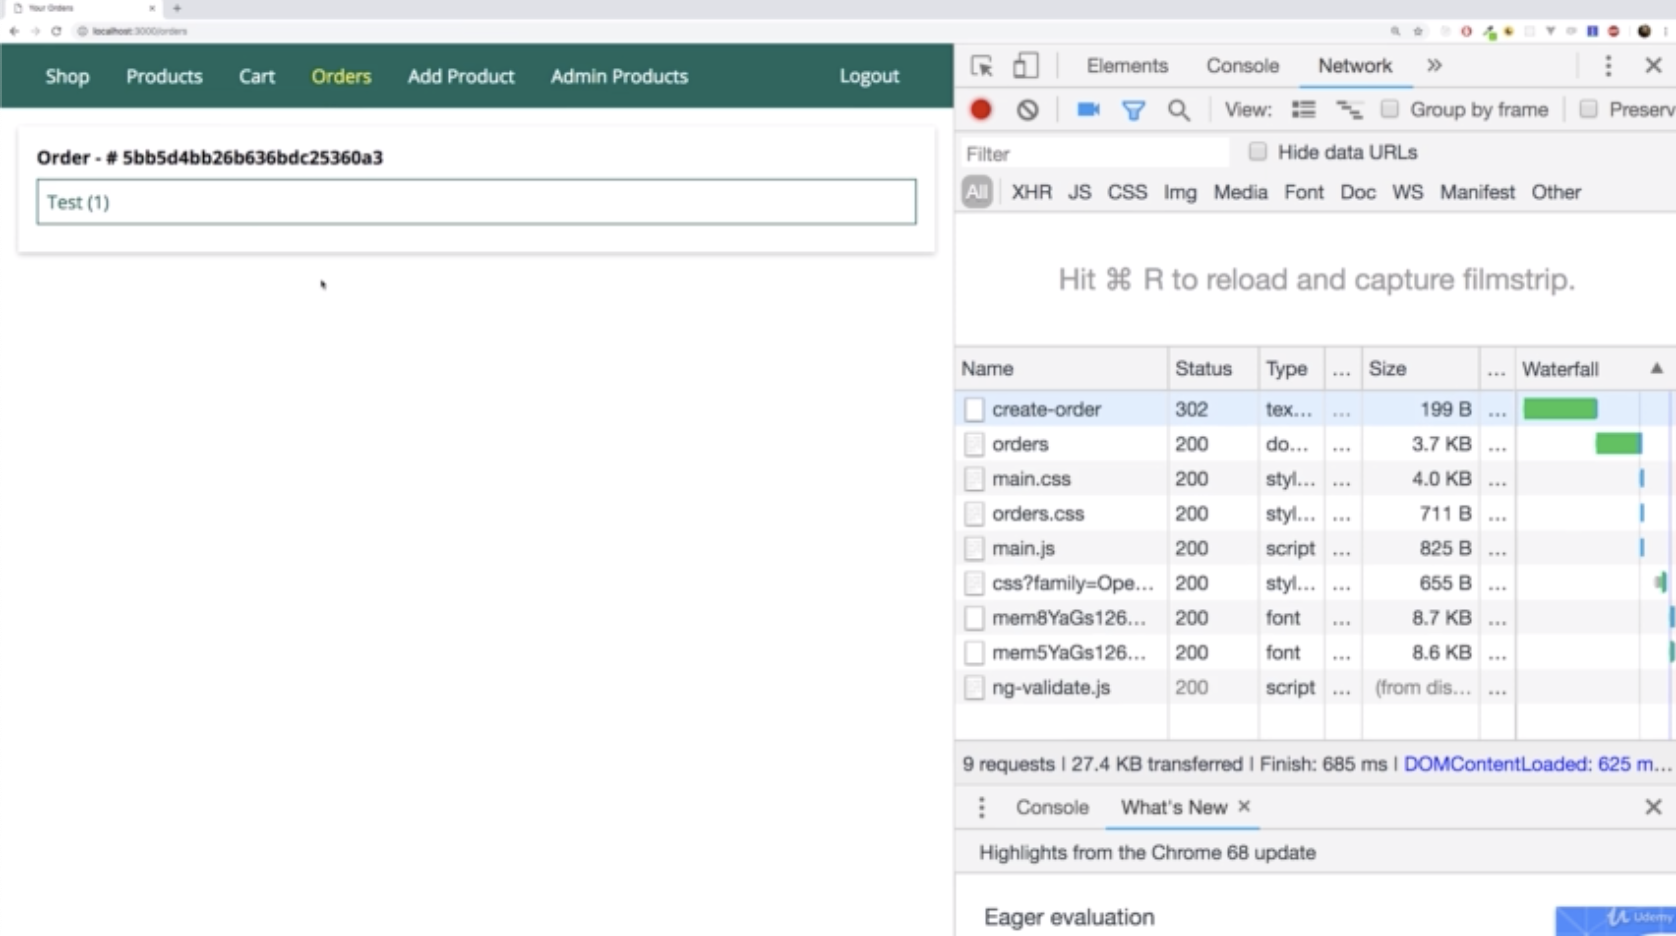 Your Orders
localhost:3000/orders
Shop Products Cart Orders Add Product Admin Products Logout
Order - # 5bb5d4bb26b636bdc25360a3
Test (1)
Elements Console Network
View: Group by frame Preserv
Filter Hide data URLs
All XHR JS CSS Img Media Font Doc WS Manifest Other
Hit ⌘ R to reload and capture filmstrip.
Name Status Type ... Size ... Waterfall
create-order 302 tex... ... 199 B ...
orders 200 do... ... 3.7 KB ...
main.css 200 styl... ... 4.0 KB ...
orders.css 200 styl... ... 711 B ...
main.js 200 script ... 825 B ...
css?family=Ope... 200 styl... ... 655 B ...
mem8YaGs126... 200 font ... 8.7 KB ...
mem5YaGs126... 200 font ... 8.6 KB ...
ng-validate.js 200 script ... (from dis... ...
9 requests | 27.4 KB transferred | Finish: 685 ms | DOMContentLoaded: 625 m...
Console What's New
Highlights from the Chrome 68 update
Eager evaluation
Udemy